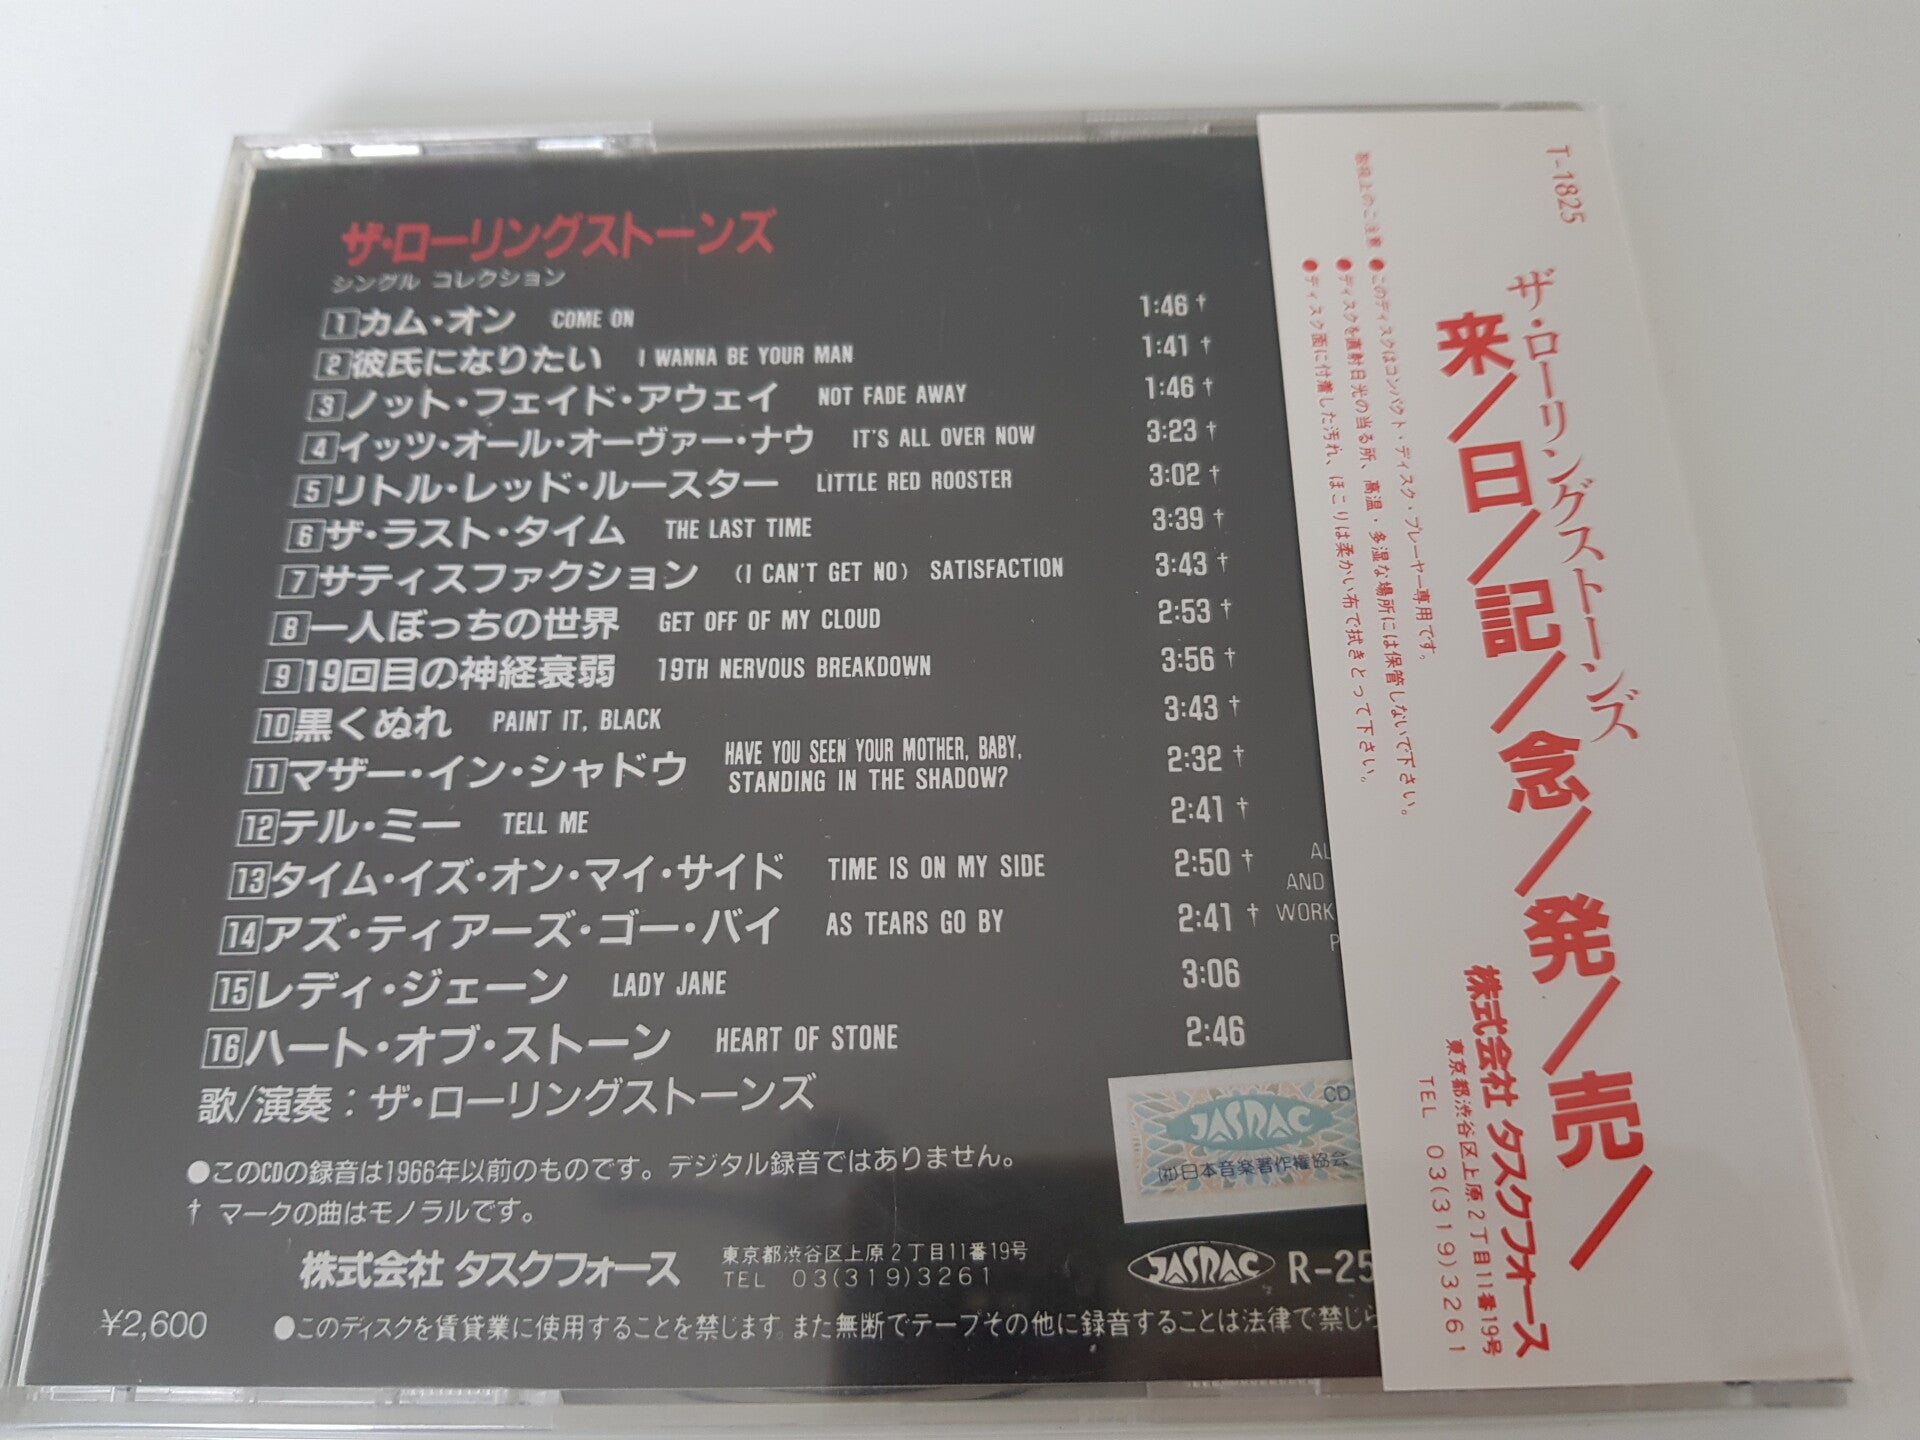 ザ・ローリングストーンズ
シングル コレクション
1 カム・オン COME ON 1:46 †
2 彼氏になりたい I WANNA BE YOUR MAN 1:41 †
3 ノット・フェイド・アウェイ NOT FADE AWAY 1:46 †
4 イッツ・オール・オーヴァー・ナウ IT'S ALL OVER NOW 3:23 †
5 リトル・レッド・ルースター LITTLE RED ROOSTER 3:02 †
6 ザ・ラスト・タイム THE LAST TIME 3:39 †
7 サティスファクション (I CAN'T GET NO) SATISFACTION 3:43 †
8 一人ぼっちの世界 GET OFF OF MY CLOUD 2:53 †
9 19回目の神経衰弱 19TH NERVOUS BREAKDOWN 3:56 †
10 黒くぬれ PAINT IT, BLACK 3:43 †
11 マザー・イン・シャドウ HAVE YOU SEEN YOUR MOTHER, BABY,
STANDING IN THE SHADOW? 2:32 †
12 テル・ミー TELL ME 2:41 †
13 タイム・イズ・オン・マイ・サイド TIME IS ON MY SIDE 2:50 †
14 アズ・ティアーズ・ゴー・バイ AS TEARS GO BY 2:41 †
15 レディ・ジェーン LADY JANE 3:06
16 ハート・オブ・ストーン HEART OF STONE 2:46
歌/演奏：ザ・ローリングストーンズ
●このCDの録音は1966年以前のものです。デジタル録音ではありません。
† マークの曲はモノラルです。
株式会社 タスクフォース
東京都渋谷区上原2丁目11番19号
TEL 03(319)3261
¥2,600
●このディスクを賃貸業に使用することを禁じます。また無断でテープその他に録音することは法律で禁じら
AND
WORK
CD
JASRAC
日本音楽著作権協会
JASRAC R-25
T-1825
ザ・ローリングストーンズ
来/日/記/念/発/売/
株式会社 タスクフォース
東京都渋谷区上原2丁目11番19号
TEL 03(319)3261
取扱上のご注意
●このディスクはコンパクト・ディスク・プレーヤー専用です。
●ディスクを直射日光の当る所、高温・多湿な場所には保管しないで下さい。
●ディスク面に付着した汚れ、ほこりは柔かい布で拭きとって下さい。